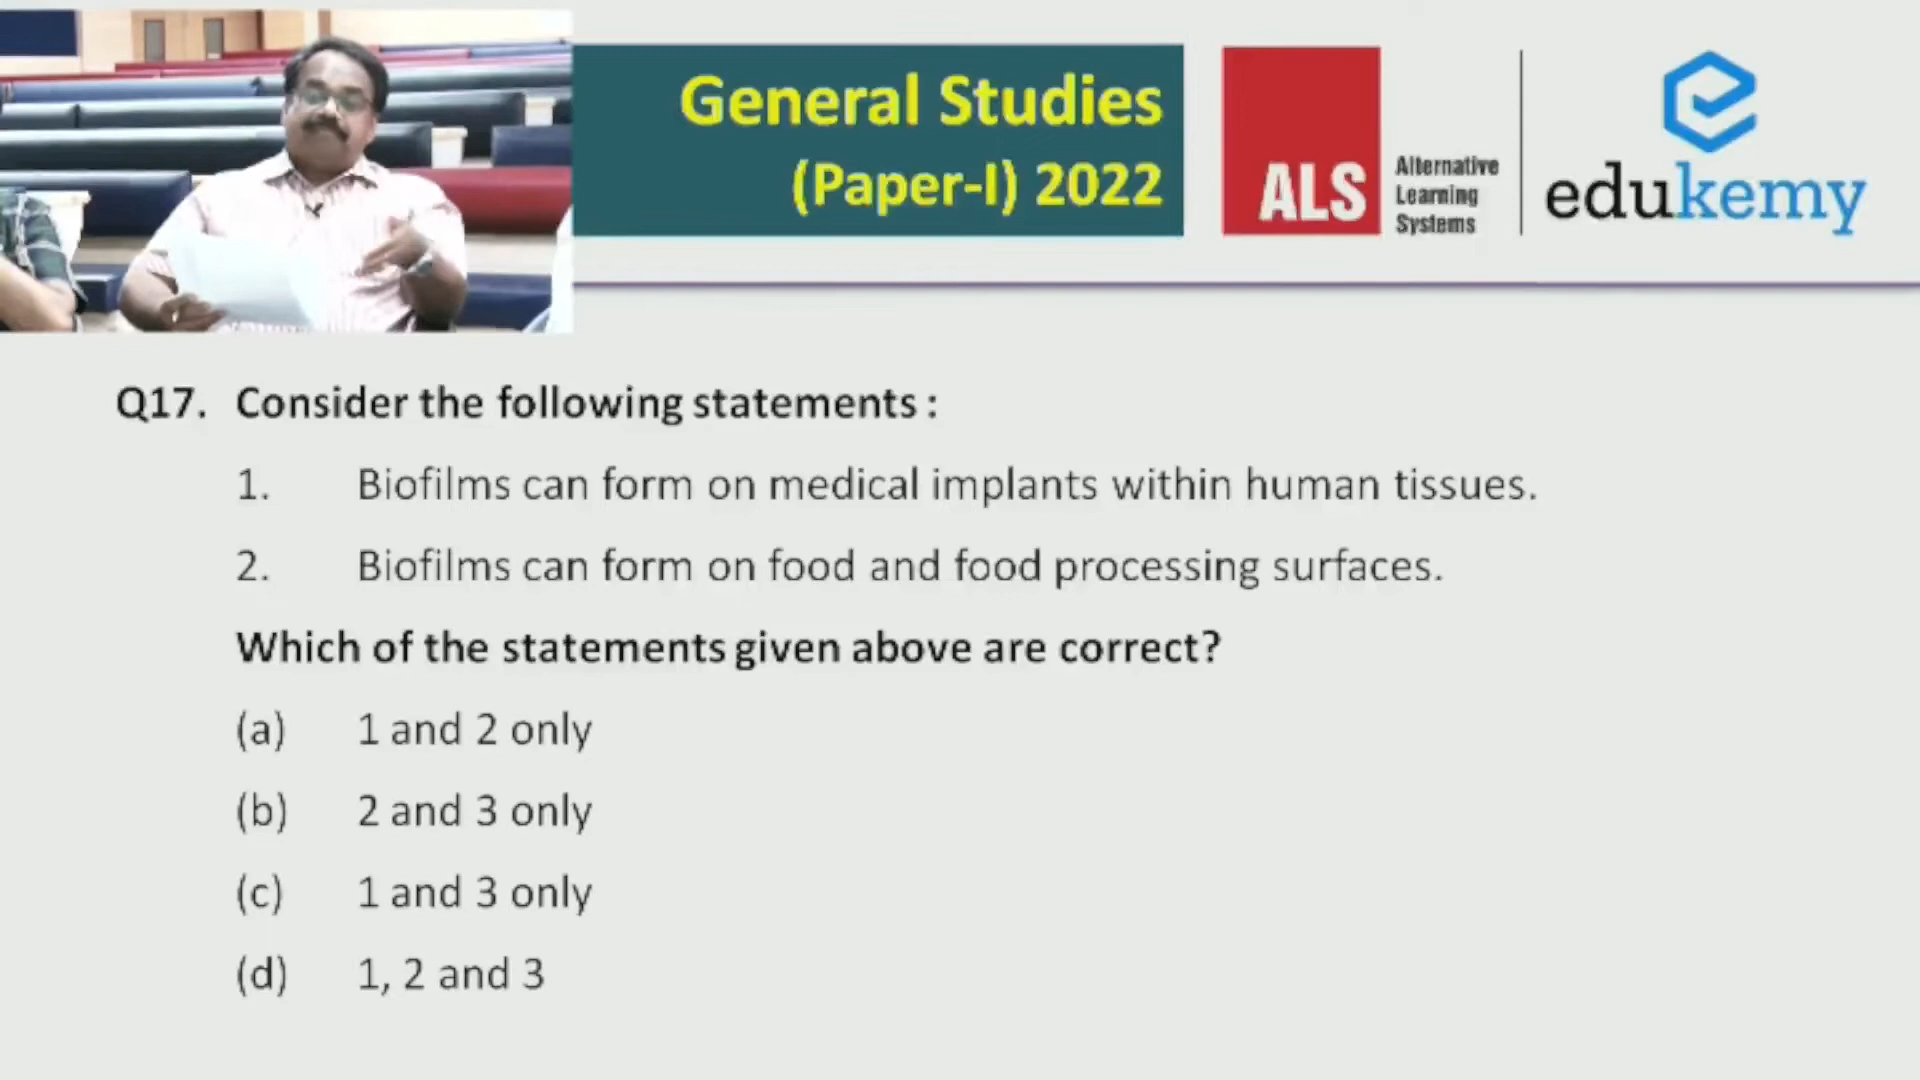 General Studies
(Paper-I) 2022
ALS
Alternative
Learning
Systems
edukemy
Q17. Consider the following statements :
1. Biofilms can form on medical implants within human tissues.
2. Biofilms can form on food and food processing surfaces.
Which of the statements given above are correct?
(a) 1 and 2 only
(b) 2 and 3 only
(c) 1 and 3 only
(d) 1, 2 and 3